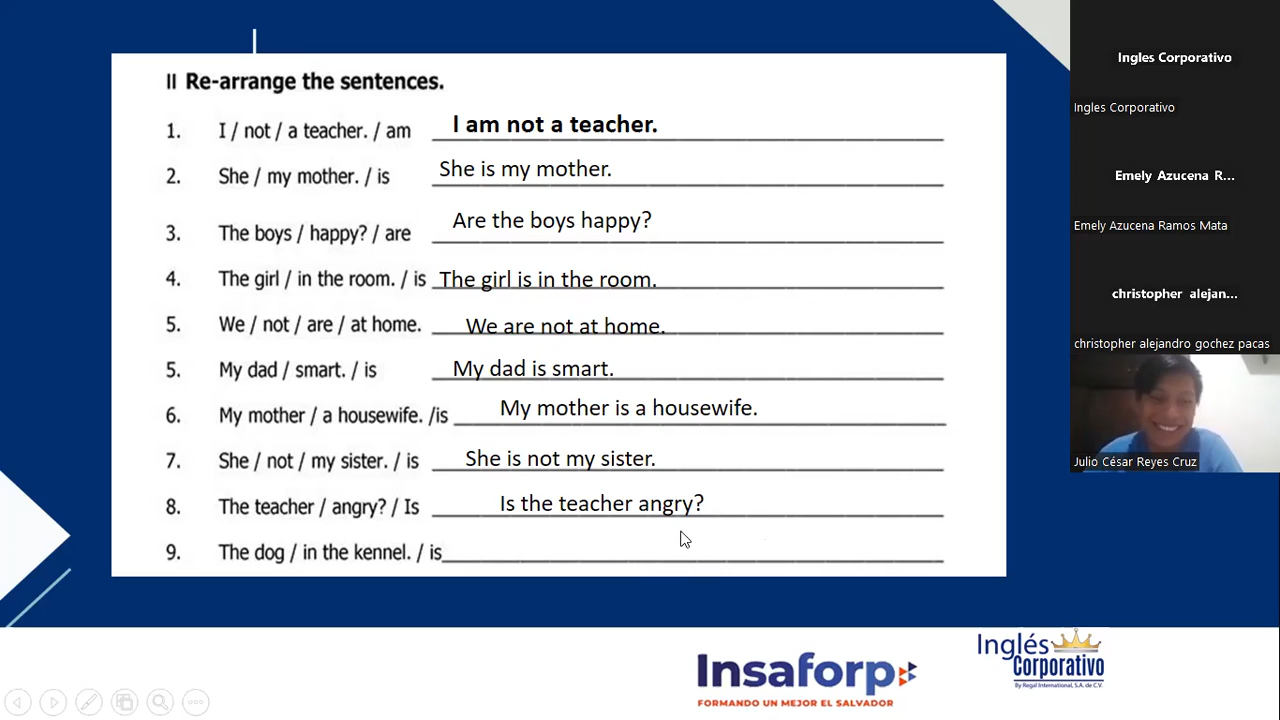 II Re-arrange the sentences.
1. I / not / a teacher. / am I am not a teacher.
2. She / my mother. / is She is my mother.
3. The boys / happy? / are Are the boys happy?
4. The girl / in the room. / is The girl is in the room.
5. We / not / are / at home. We are not at home.
5. My dad / smart. / is My dad is smart.
6. My mother / a housewife. /is My mother is a housewife.
7. She / not / my sister. / is She is not my sister.
8. The teacher / angry? / Is Is the teacher angry?
9. The dog / in the kennel. / is
Insaforp
FORMANDO UN MEJOR EL SALVADOR
Inglés
Corporativo
By Regal International, S.A. de C.V.
Ingles Corporativo
Ingles Corporativo
Emely Azucena R...
Emely Azucena Ramos Mata
christopher alejan...
christopher alejandro gochez pacas
Julio César Reyes Cruz